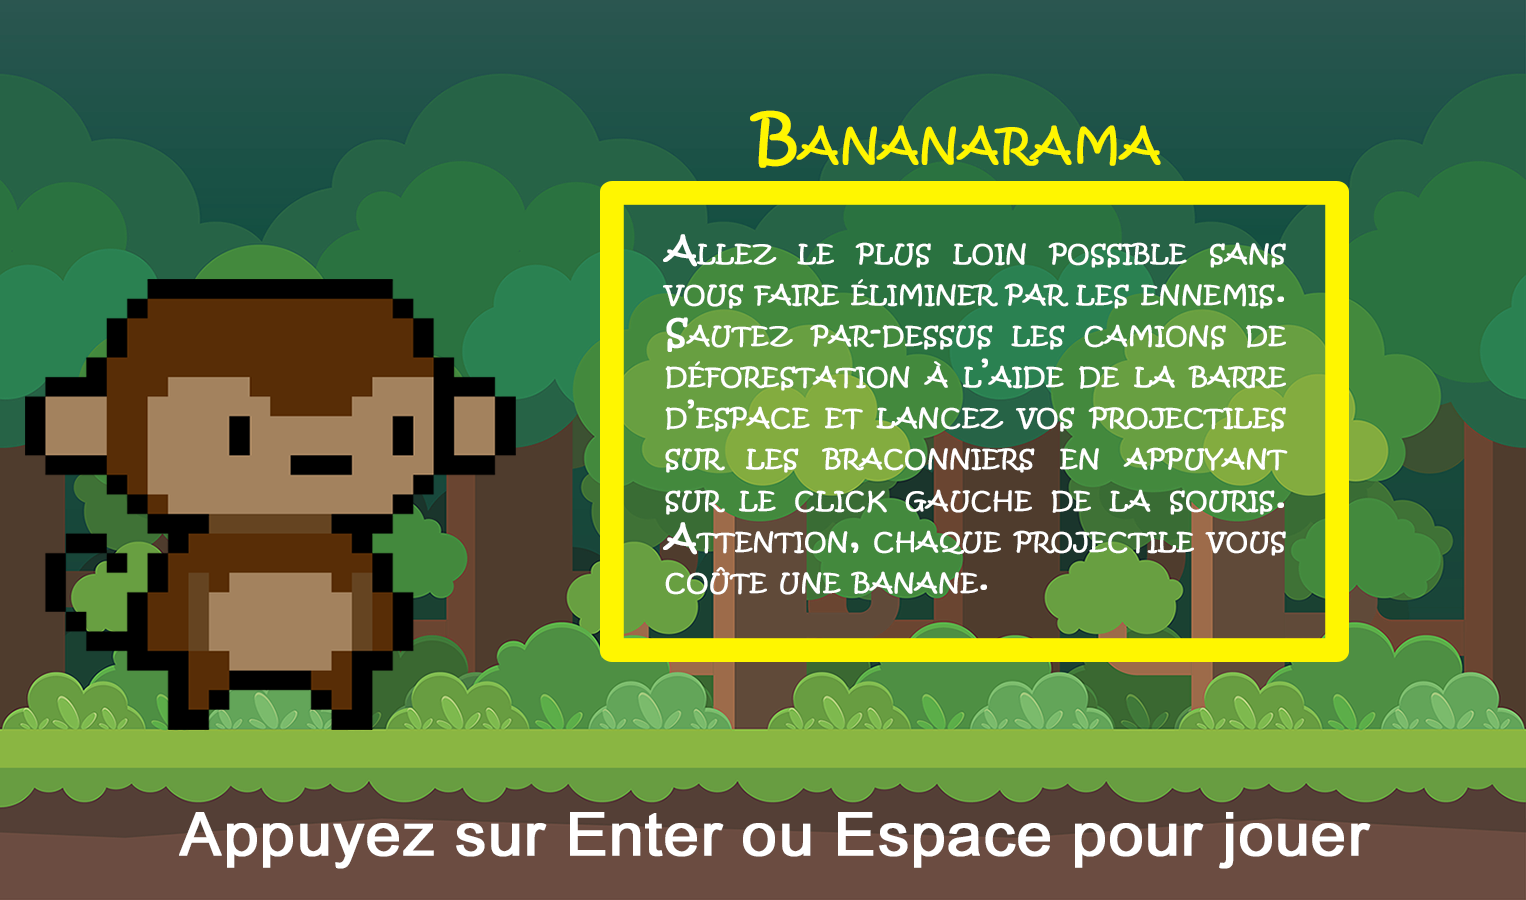 Bananarama
Allez le plus loin possible sans
vous faire éliminer par les ennemis.
Sautez par-dessus les camions de
déforestation à l'aide de la barre
d'espace et lancez vos projectiles
sur les braconniers en appuyant
sur le click gauche de la souris.
Attention, chaque projectile vous
coûte une banane.
Appuyez sur Enter ou Espace pour jouer